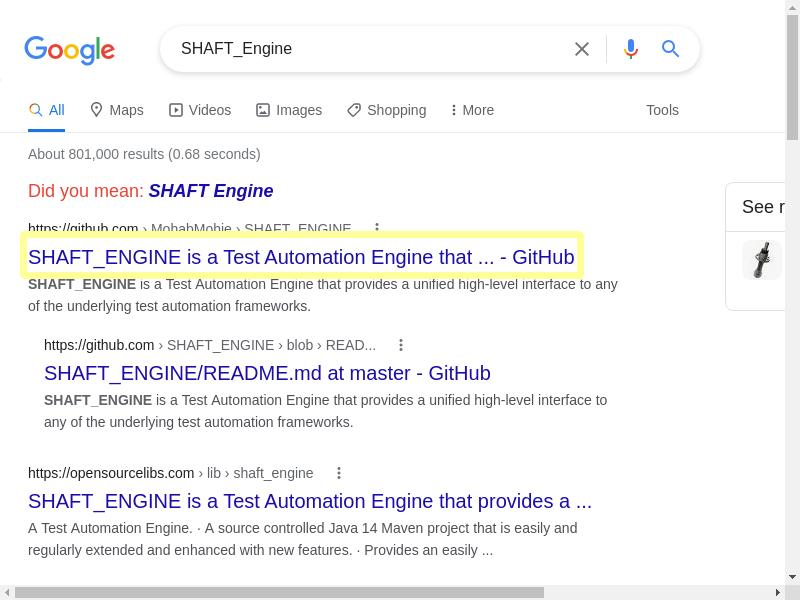 Google
SHAFT_Engine
All Maps Videos Images Shopping More Tools
About 801,000 results (0.68 seconds)
Did you mean: SHAFT Engine
See r
https://github.com › MohabMohie › SHAFT_ENGINE
SHAFT_ENGINE is a Test Automation Engine that ... - GitHub
SHAFT_ENGINE is a Test Automation Engine that provides a unified high-level interface to any
of the underlying test automation frameworks.
https://github.com › SHAFT_ENGINE › blob › READ...
SHAFT_ENGINE/README.md at master - GitHub
SHAFT_ENGINE is a Test Automation Engine that provides a unified high-level interface to
any of the underlying test automation frameworks.
https://opensourcelibs.com › lib › shaft_engine
SHAFT_ENGINE is a Test Automation Engine that provides a ...
A Test Automation Engine. · A source controlled Java 14 Maven project that is easily and
regularly extended and enhanced with new features. · Provides an easily ...